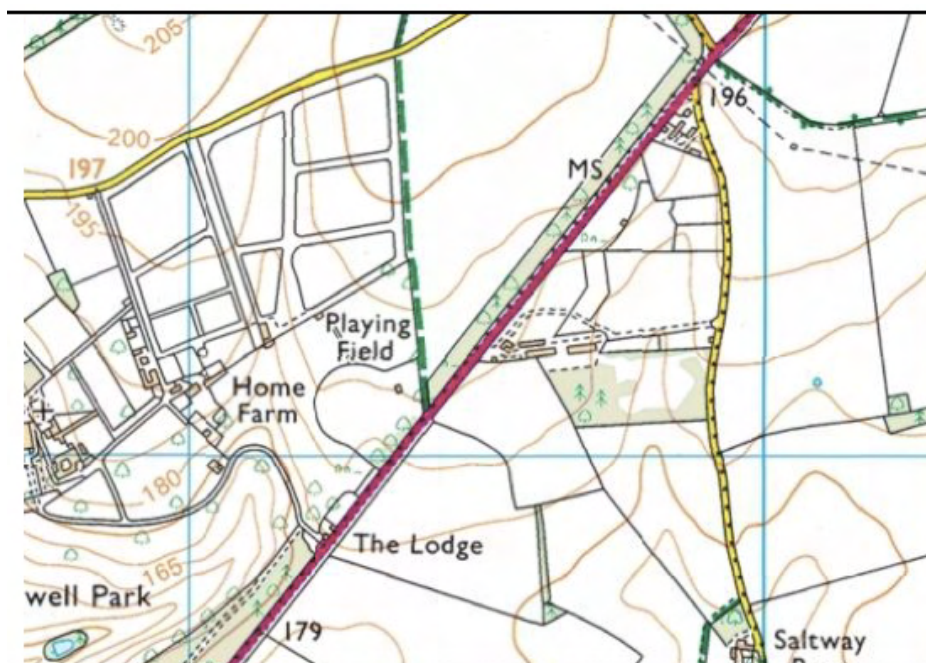 205
196
200
197
MS
195
Playing
Field
Home
Farm
180
The Lodge
165
well Park
179
Saltway